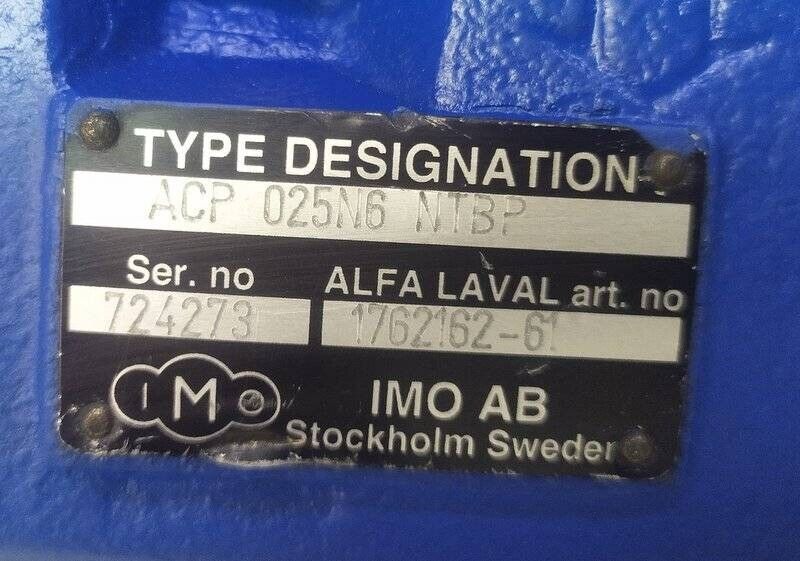 TYPE DESIGNATION
ACP 025N6 NTBP
Ser. no ALFA LAVAL art. no
724273 1762162-61
IMO IMO AB
Stockholm Sweden